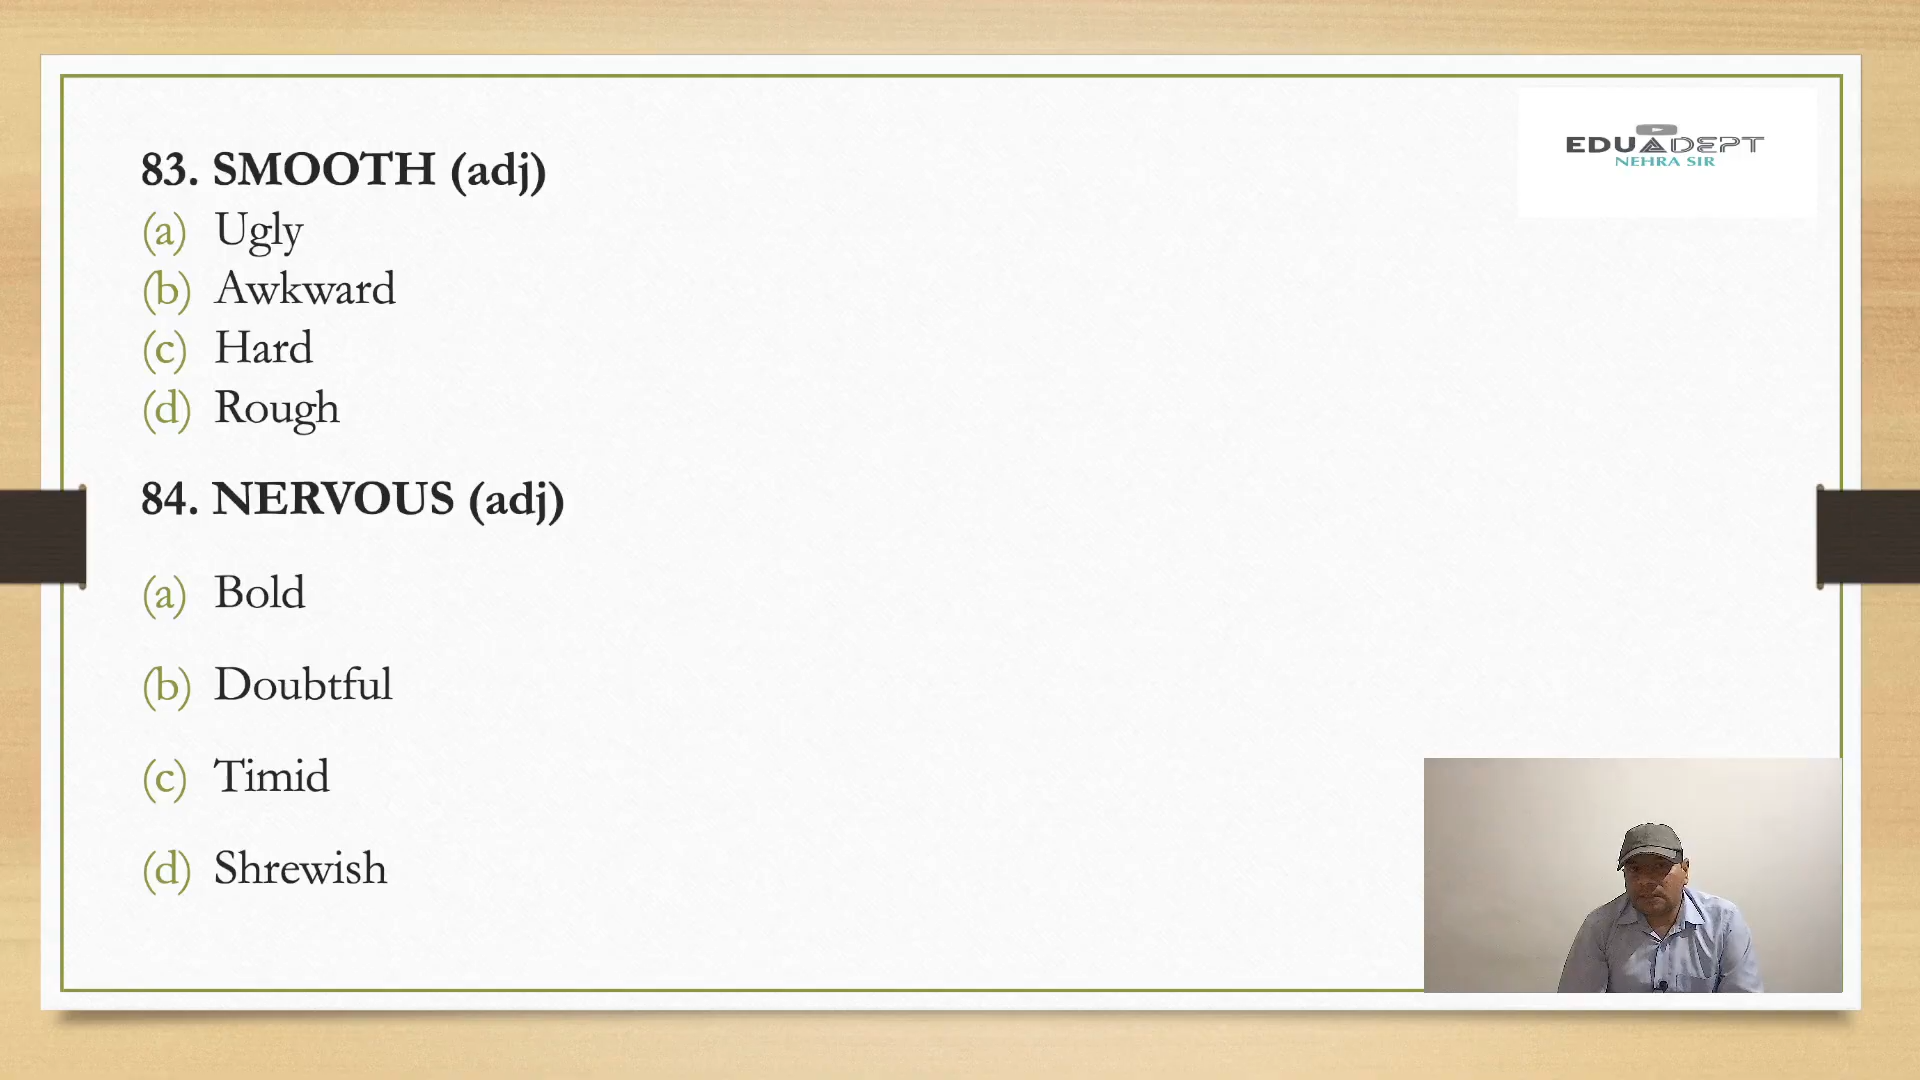 EDUADEPT
NEHRA SIR
83. SMOOTH (adj)
(a) Ugly
(b) Awkward
(c) Hard
(d) Rough
84. NERVOUS (adj)
(a) Bold
(b) Doubtful
(c) Timid
(d) Shrewish